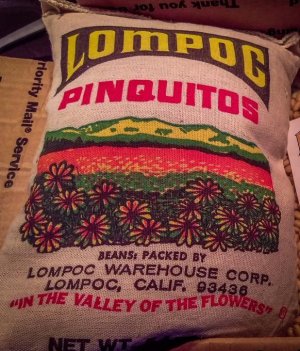 Thank you for
Priority Mail® Service
LOMPOC
PINQUITOS
BEANS: PACKED BY
LOMPOC WAREHOUSE CORP.
LOMPOC, CALIF. 93436
"IN THE VALLEY OF THE FLOWERS"
NET WT.